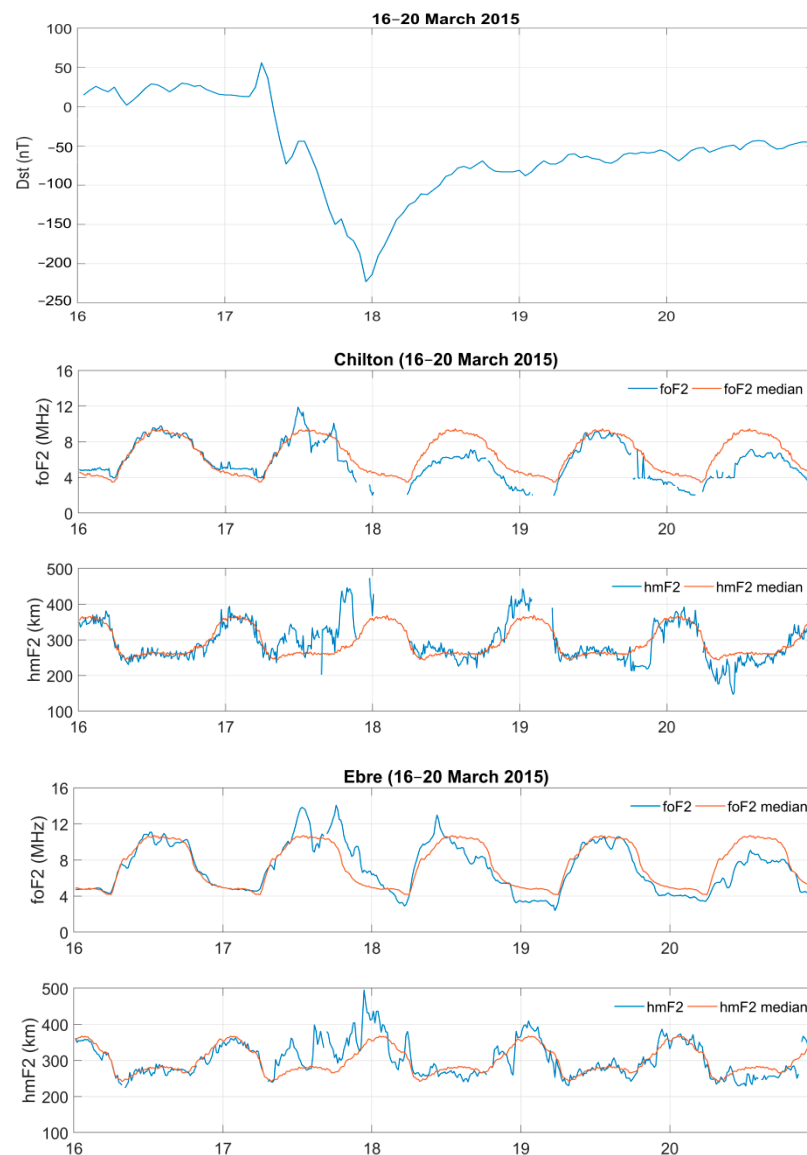 16–20 March 2015
100
50
0
−50
−100
−150
−200
−250
Dst (nT)
16 17 18 19 20
Chilton (16–20 March 2015)
foF2 foF2 median
16
12
8
4
0
foF2 (MHz)
16 17 18 19 20
hmF2 hmF2 median
500
400
300
200
100
hmF2 (km)
16 17 18 19 20
Ebre (16–20 March 2015)
foF2 foF2 median
16
12
8
4
0
foF2 (MHz)
16 17 18 19 20
hmF2 hmF2 median
500
400
300
200
100
hmF2 (km)
16 17 18 19 20